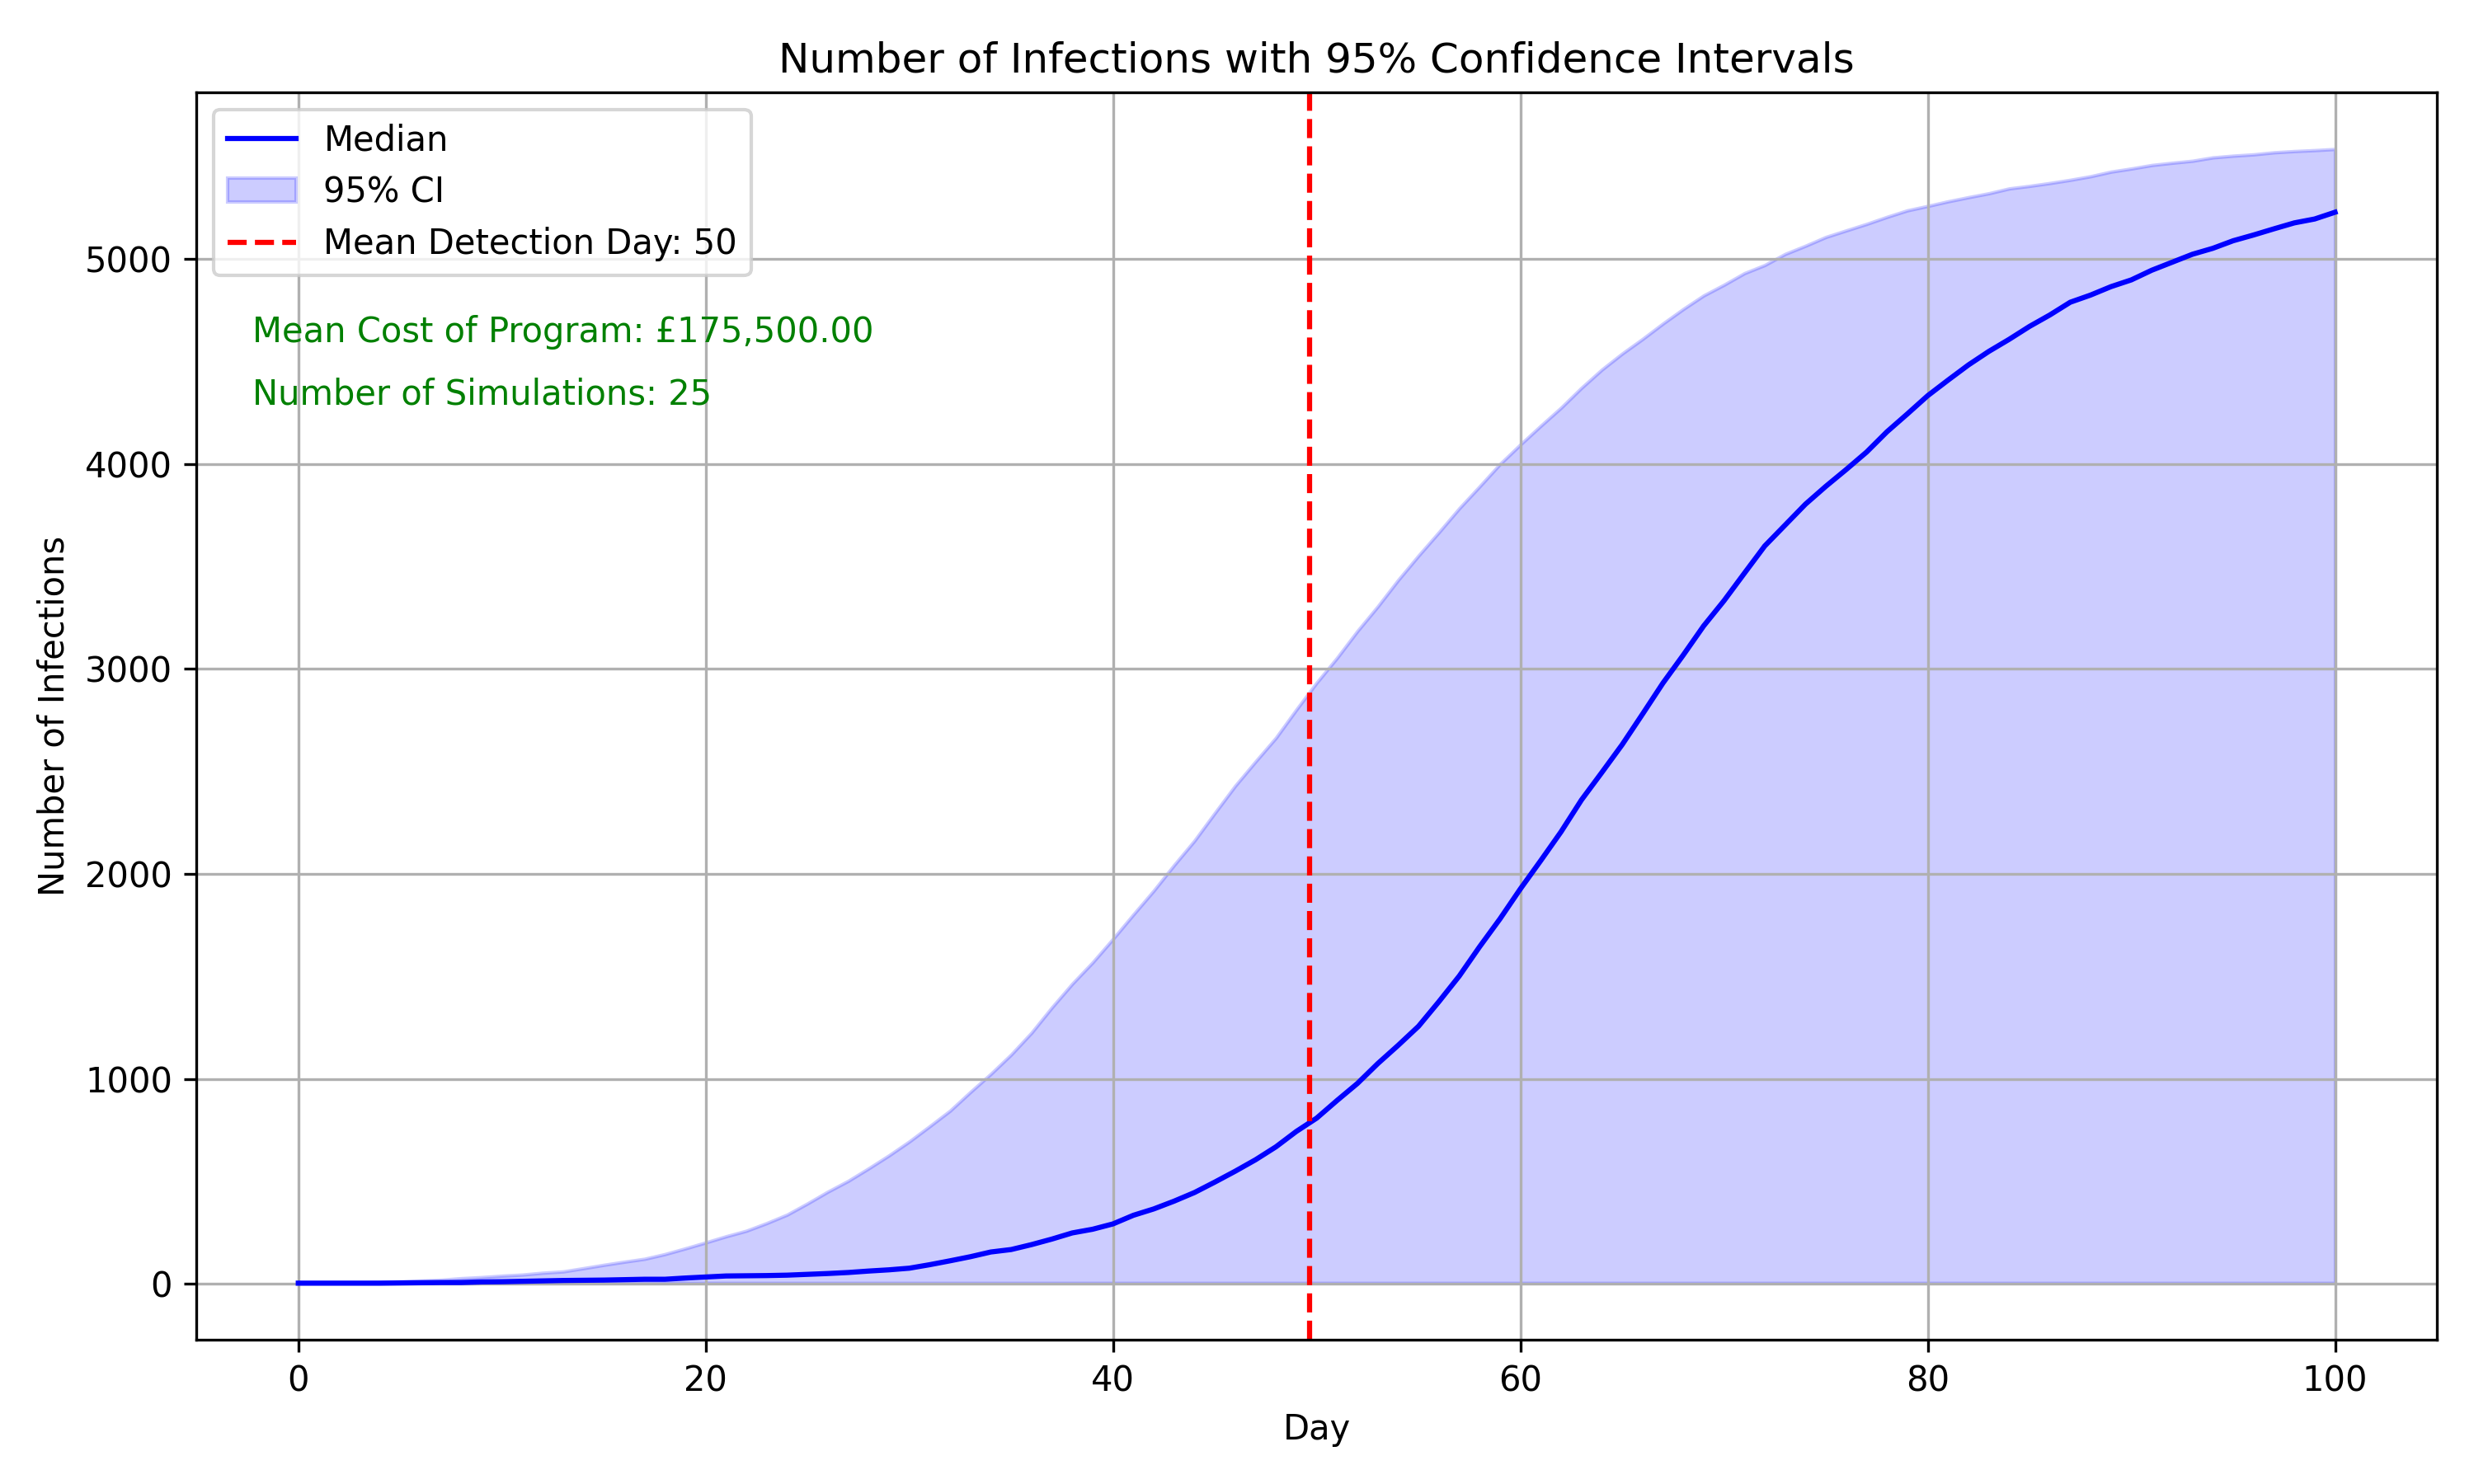 Number of Infections with 95% Confidence Intervals
Median
95% CI
Mean Detection Day: 50
Mean Cost of Program: £175,500.00
Number of Simulations: 25
Number of Infections
5000
4000
3000
2000
1000
0
0 20 40 60 80 100
Day